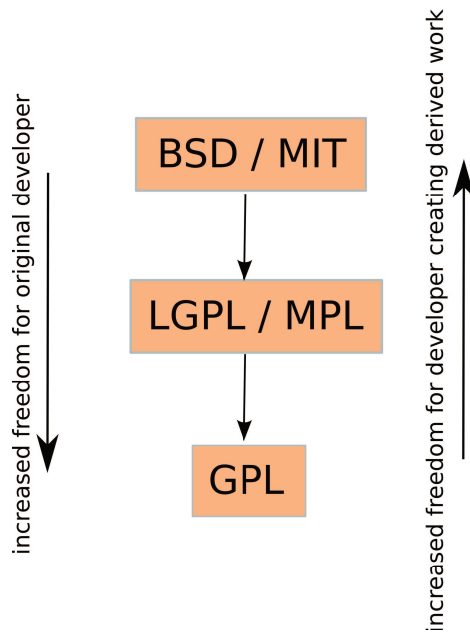 increased freedom for original developer
BSD / MIT
LGPL / MPL
GPL
increased freedom for developer creating derived work